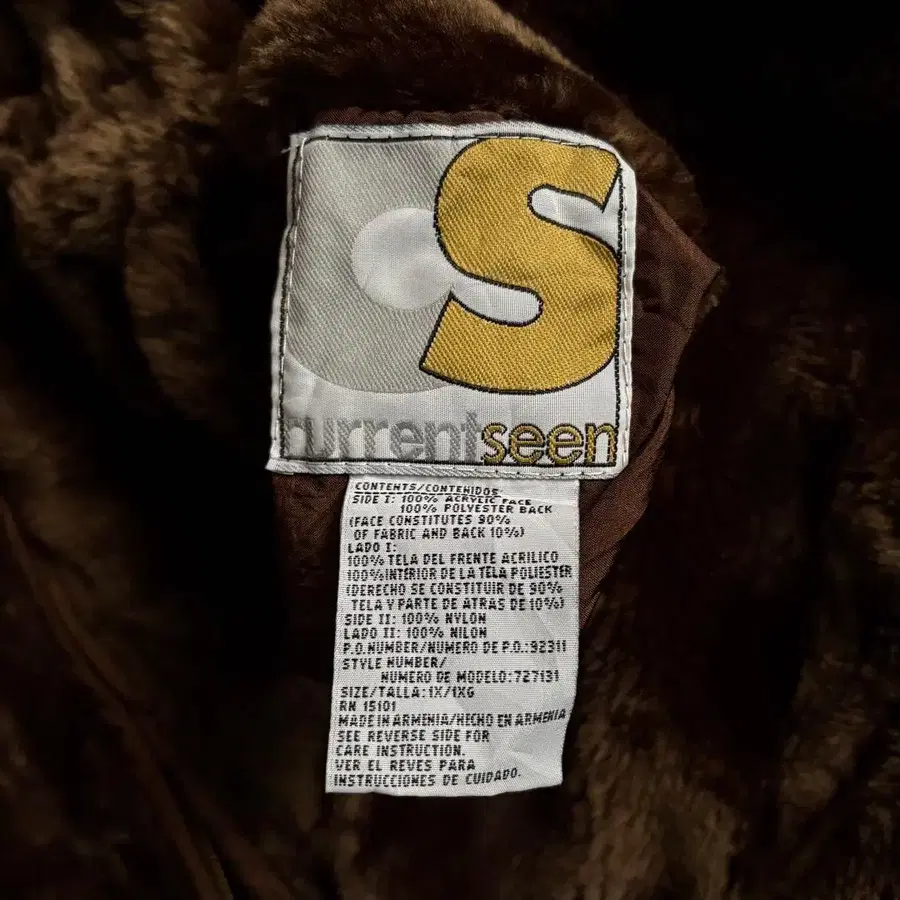 S
currentseen
CONTENTS/CONTENIDOS
SIDE I: 100% ACRYLIC FACE
100% POLYESTER BACK
(FACE CONSTITUTES 90%
OF FABRIC AND BACK 10%)
LADO I:
100% TELA DEL FRENTE ACRILICO
100% INTERIOR DE LA TELA POLIESTER
(DERECHO SE CONSTITUIR DE 90%
TELA Y PARTE DE ATRAS DE 10%)
SIDE II: 100% NYLON
LADO II: 100% NILON
P.O.NUMBER/NUMERO DE P.O.:92311
STYLE NUMBER/
NUMERO DE MODELO:727131
SIZE/TALLA:1X/1XG
RN 15101
MADE IN ARMENIA/HECHO EN ARMENIA
SEE REVERSE SIDE FOR
CARE INSTRUCTION.
VER EL REVES PARA
INSTRUCCIONES DE CUIDADO.